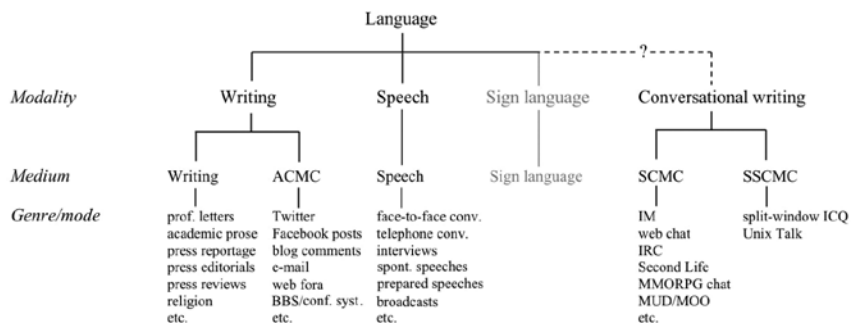 Language
?
Modality Writing Speech Sign language Conversational writing
Medium Writing ACMC Speech Sign language SCMC SSCMC
Genre/mode prof. letters Twitter face-to-face conv. IM split-window ICQ
academic prose Facebook posts telephone conv. web chat Unix Talk
press reportage blog comments interviews IRC
press editorials e-mail spont. speeches Second Life
press reviews web fora prepared speeches MMORPG chat
religion BBS/conf. syst. broadcasts MUD/MOO
etc. etc. etc. etc.